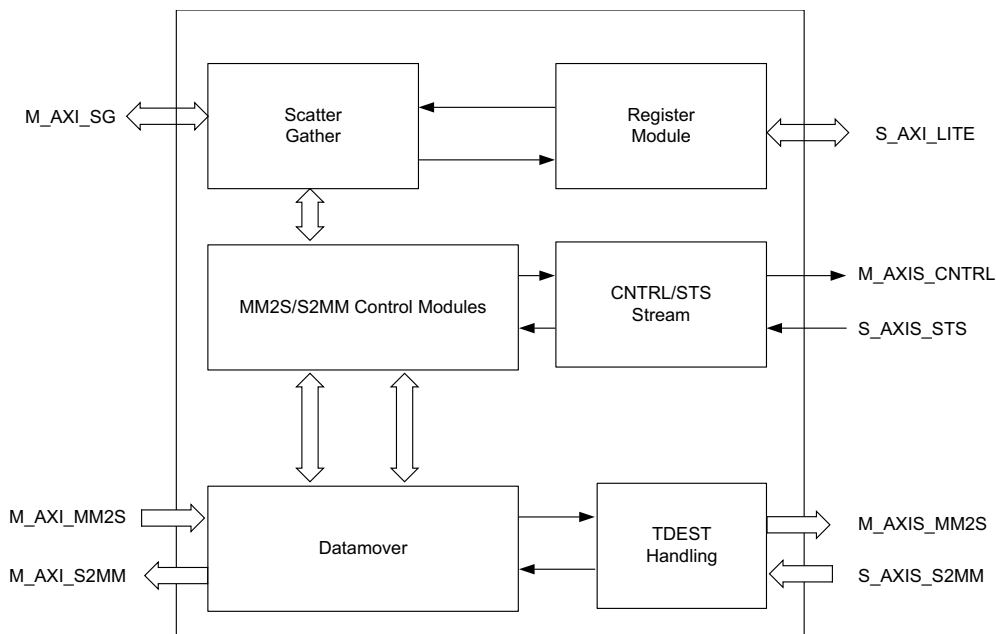 Scatter
Gather
Register
Module
M_AXI_SG
S_AXI_LITE
MM2S/S2MM Control Modules
CNTRL/STS
Stream
M_AXIS_CNTRL
S_AXIS_STS
M_AXI_MM2S
M_AXI_S2MM
Datamover
TDEST
Handling
M_AXIS_MM2S
S_AXIS_S2MM